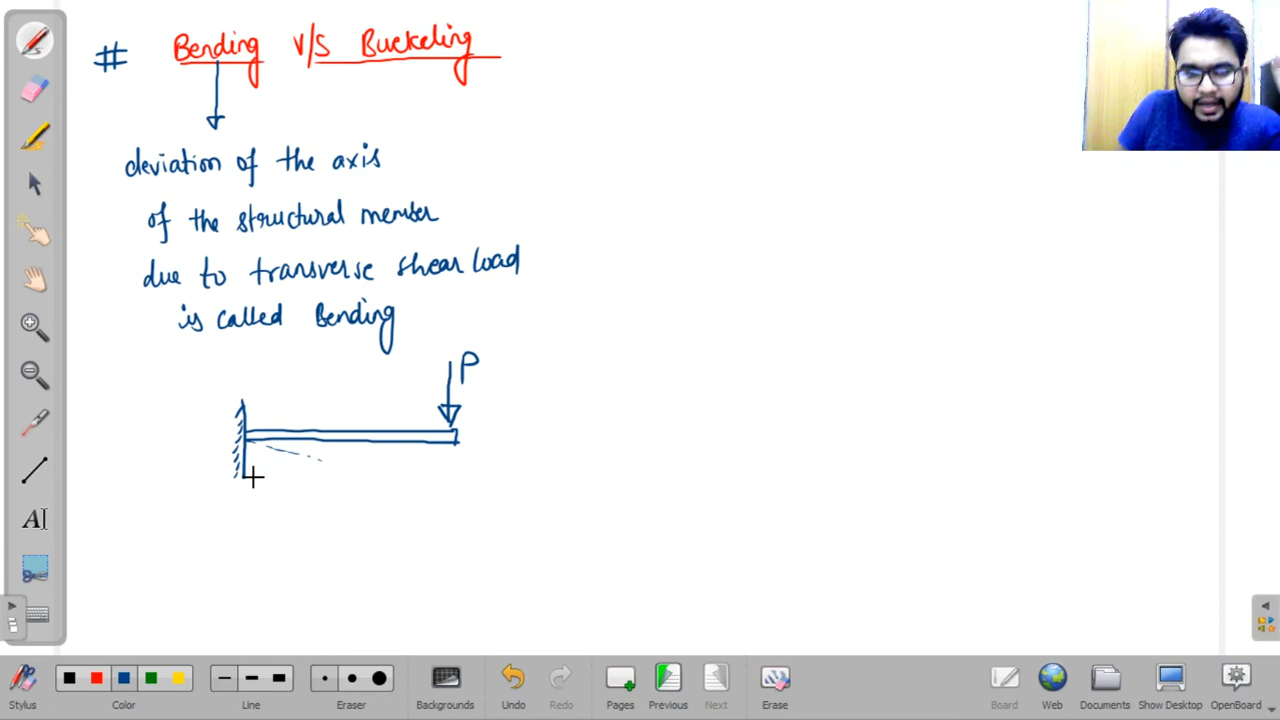 # Bending v/s Buckeling
deviation of the axis
of the structural member
due to transverse shear load
is called Bending
P
AI
Stylus
Color
Line
Eraser
Backgrounds
Undo
Redo
Pages
Previous
Next
Erase
Board
Web
Documents
Show Desktop
OpenBoard